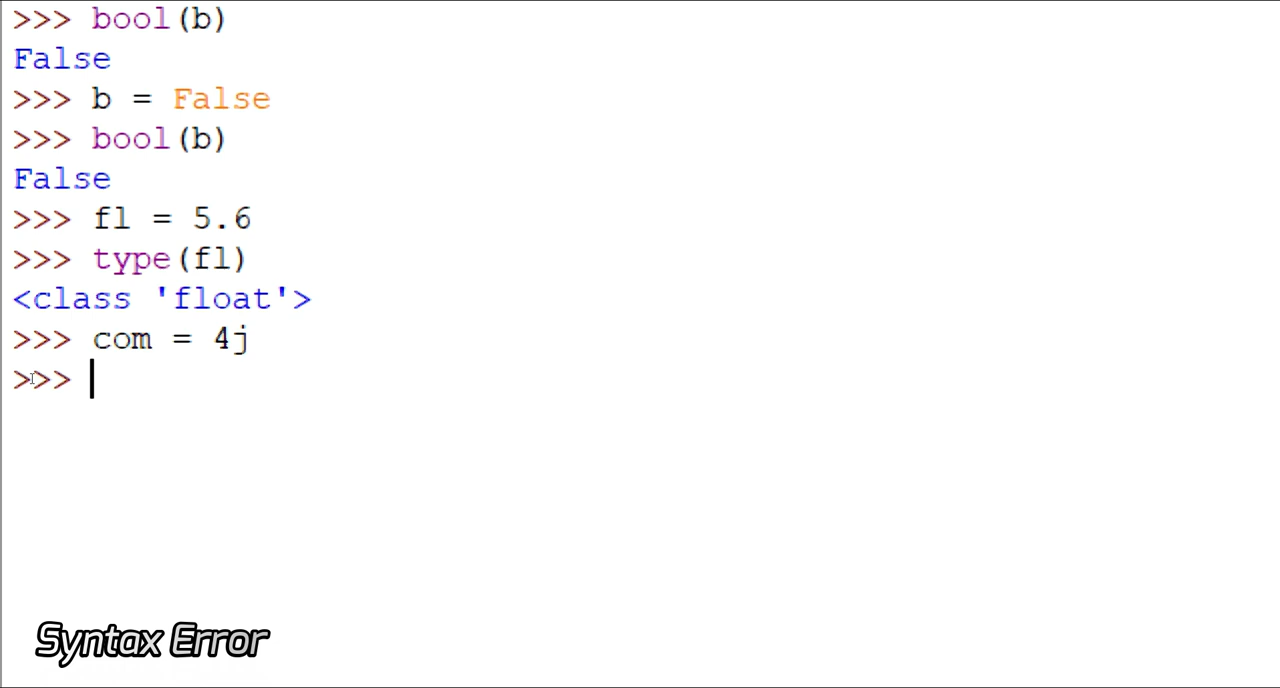 >>> bool(b)
False
>>> b = False
>>> bool(b)
False
>>> fl = 5.6
>>> type(fl)
<class 'float'>
>>> com = 4j
>>>
Syntax Error